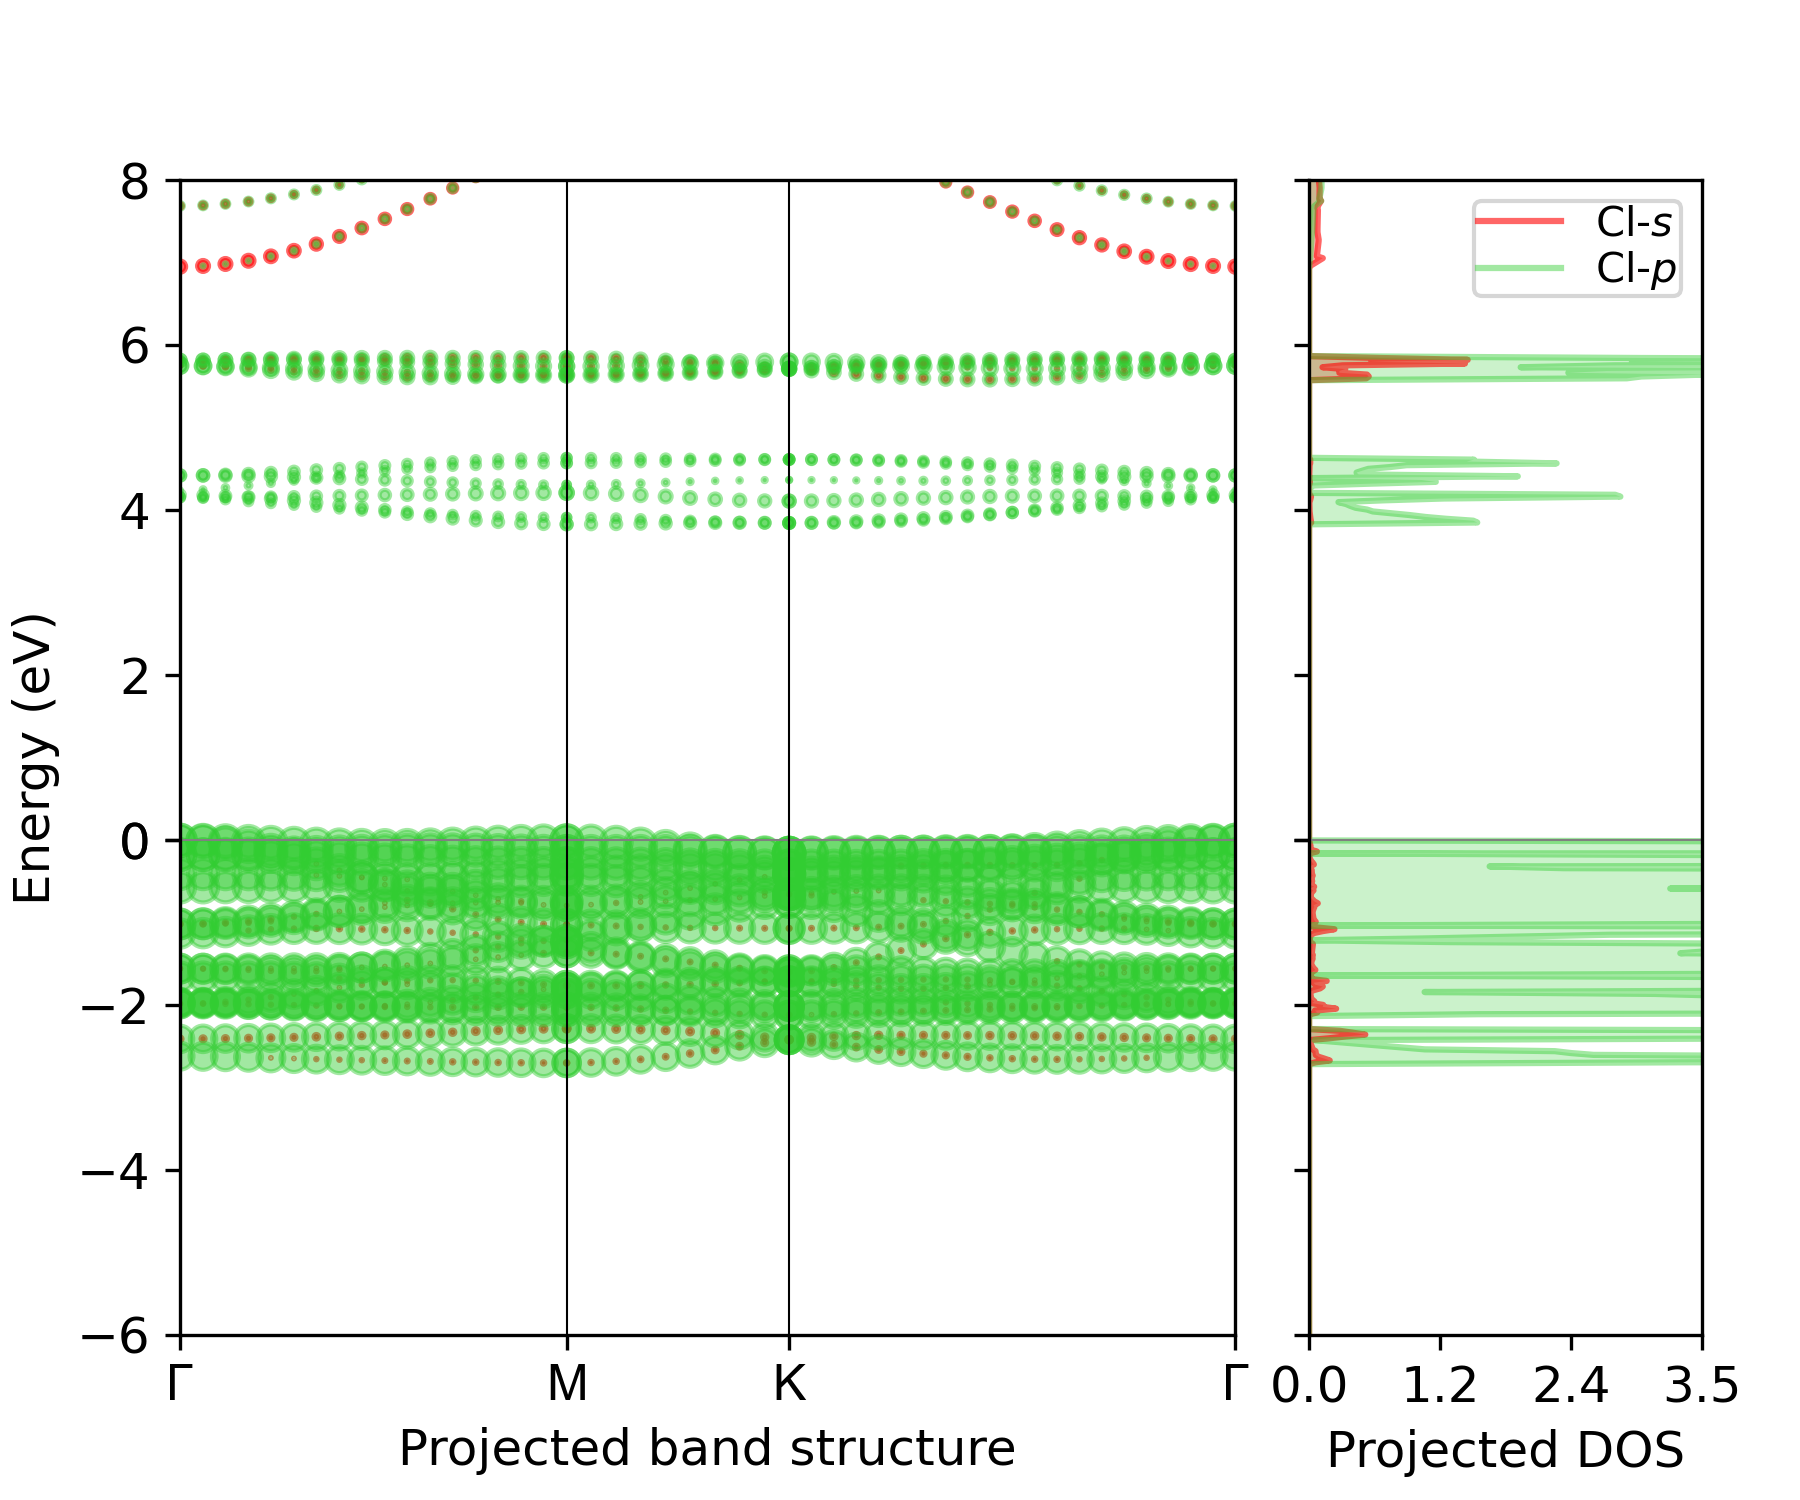 8
6
4
2
0
−2
−4
−6
Energy (eV)
Γ
M
K
Γ
Projected band structure
Cl-s
Cl-p
0.0
1.2
2.4
3.5
Projected DOS